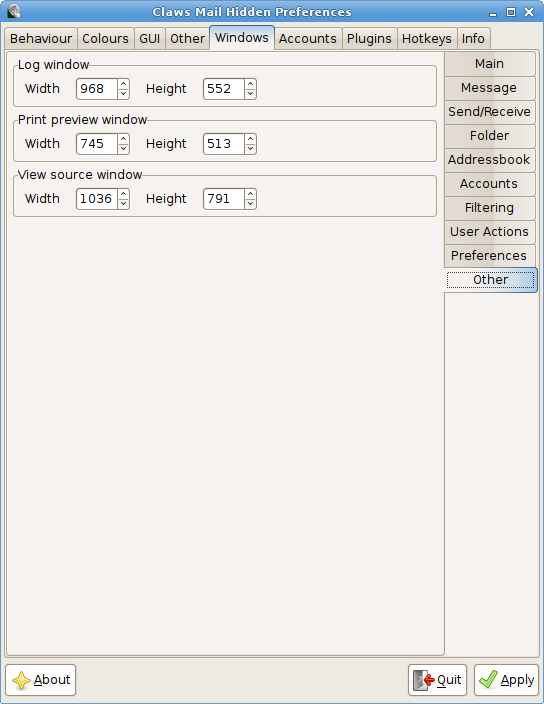 Claws Mail Hidden Preferences
Behaviour Colours GUI Other Windows Accounts Plugins Hotkeys Info
Log window
Width 968 Height 552
Print preview window
Width 745 Height 513
View source window
Width 1036 Height 791
Main
Message
Send/Receive
Folder
Addressbook
Accounts
Filtering
User Actions
Preferences
Other
About Quit Apply